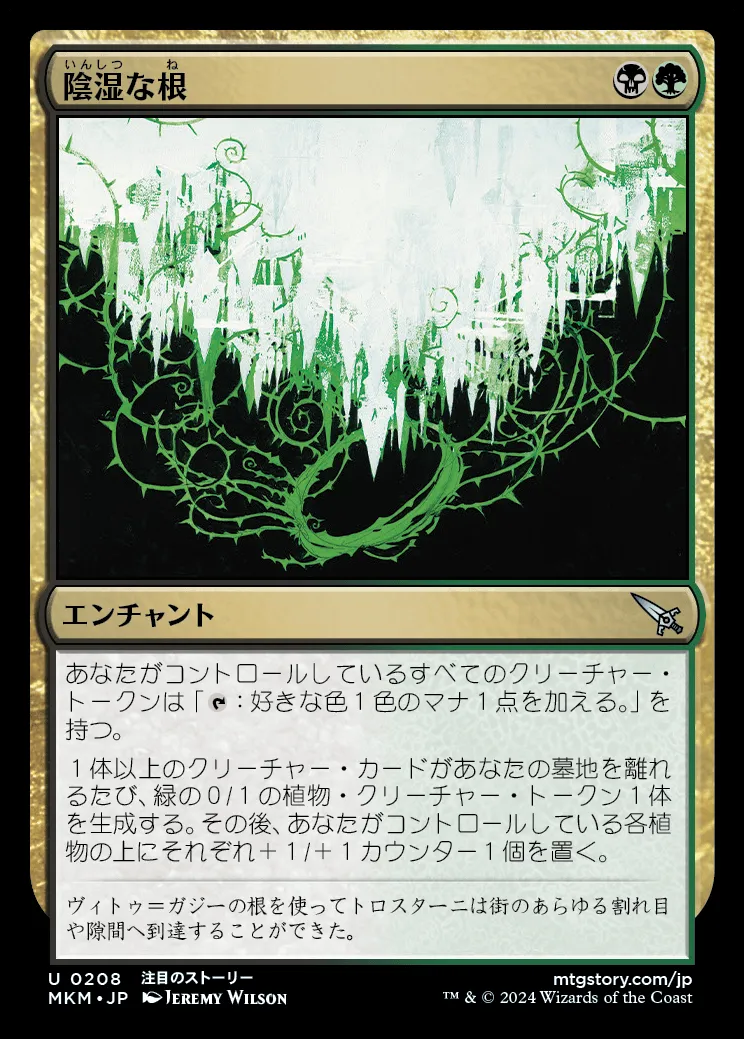 いんしつ ね
陰湿な根
エンチャント
あなたがコントロールしているすべてのクリーチャー・
トークンは「：好きな色１色のマナ１点を加える。」を
持つ。
１体以上のクリーチャー・カードがあなたの墓地を離れ
るたび、緑の０/１の植物・クリーチャー・トークン１体
を生成する。その後、あなたがコントロールしている各植
物の上にそれぞれ＋１/＋１カウンター１個を置く。
ヴィトゥ＝ガジーの根を使ってトロスターニは街のあらゆる割れ目
や隙間へ到達することができた。
U 0208 注目のストーリー
MKM • JP JEREMY WILSON
mtgstory.com/jp
™ & © 2024 Wizards of the Coast